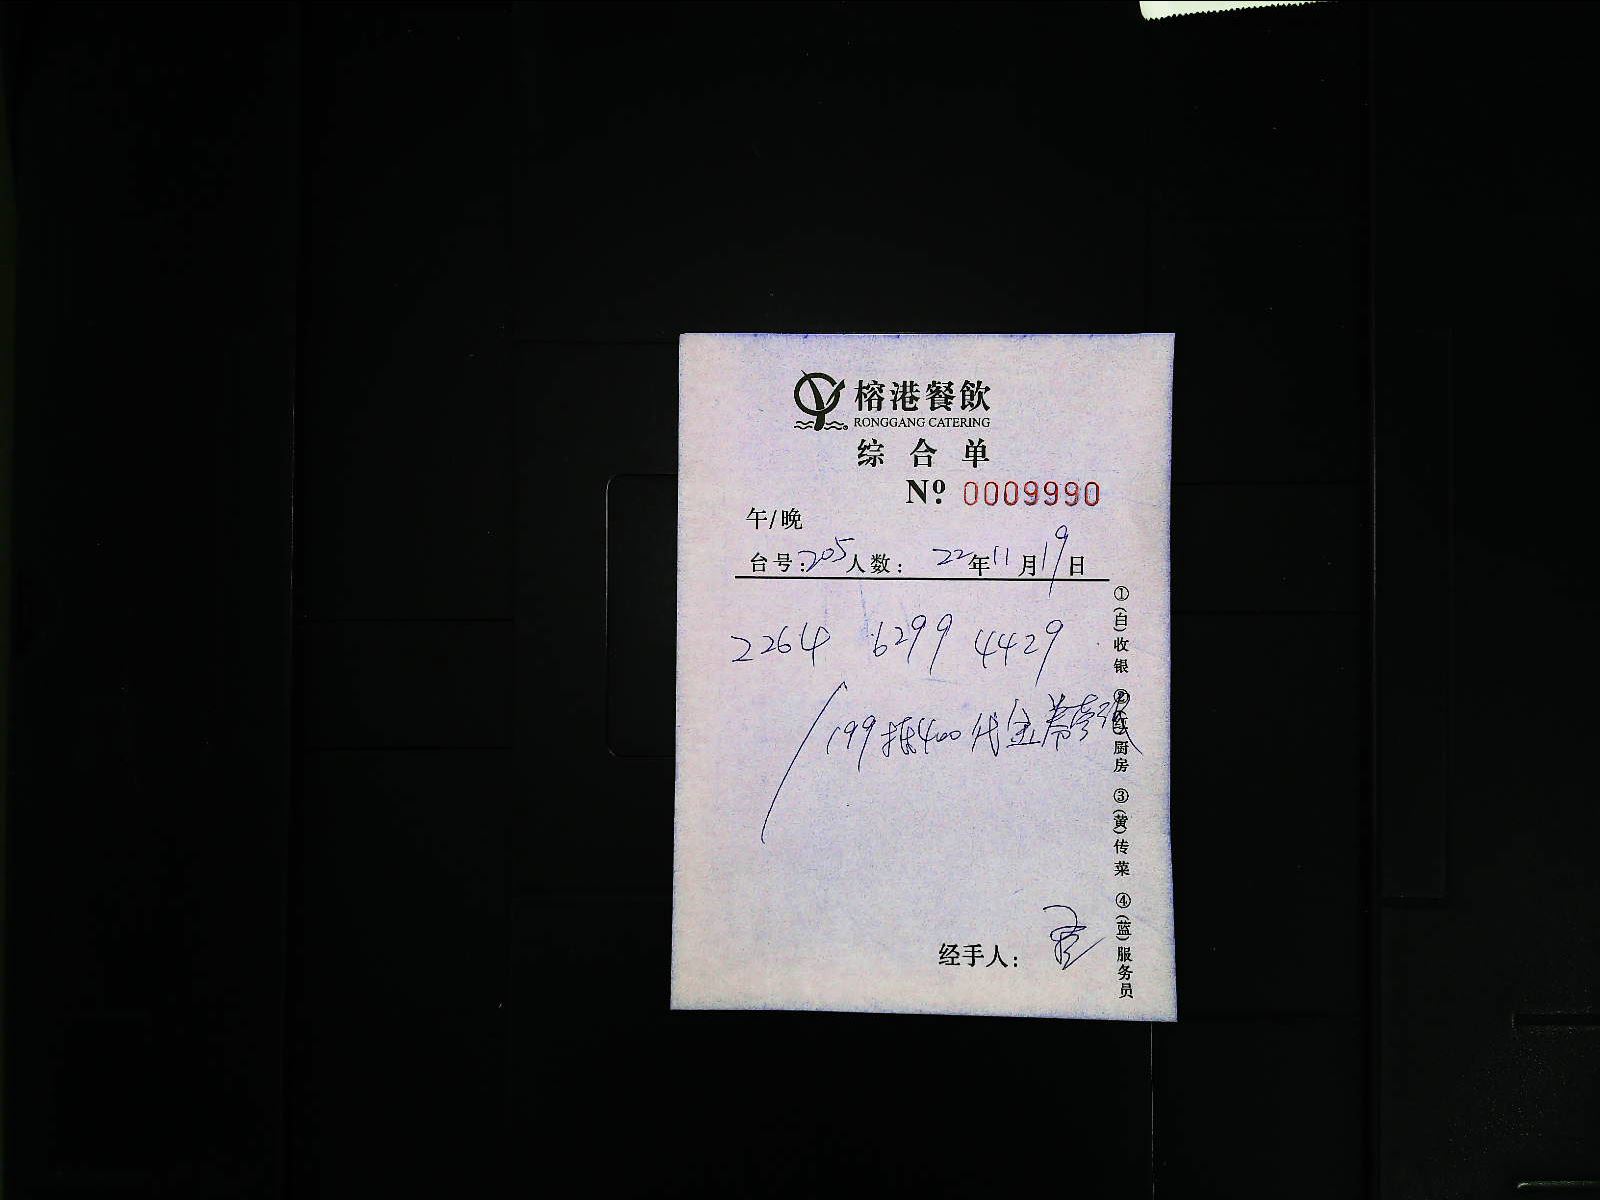 榕港餐飲
RONGGANG CATERING
综合单
Nº 0009990
午/晚
台号:205 人数: 22年11月19日
2264 6299 4429
199抵400代金券壹张
经手人:
①(白)收银 ②(红)厨房 ③(黄)传菜 ④(蓝)服务员